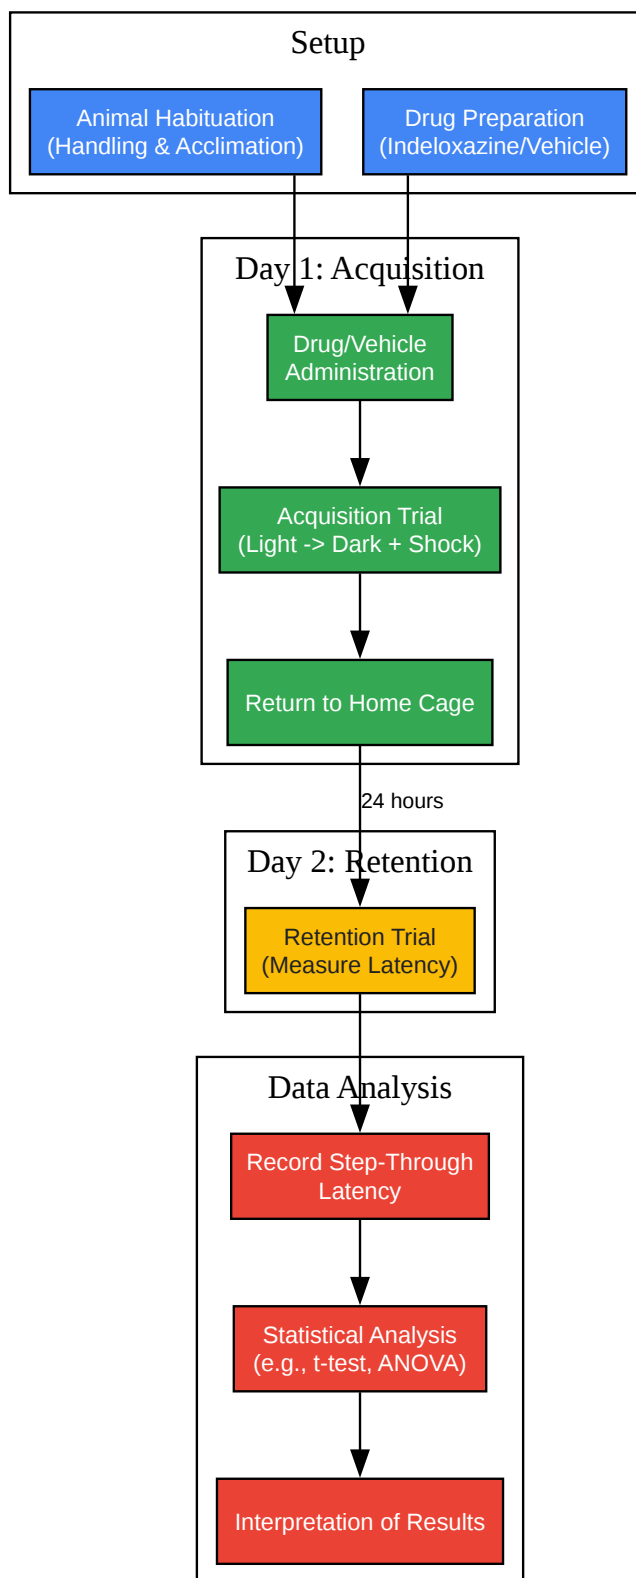 Setup
Animal Habituation
(Handling & Acclimation)
Drug Preparation
(Indeloxazine/Vehicle)
Day 1: Acquisition
Drug/Vehicle
Administration
Acquisition Trial
(Light -> Dark + Shock)
Return to Home Cage
24 hours
Day 2: Retention
Retention Trial
(Measure Latency)
Data Analysis
Record Step-Through
Latency
Statistical Analysis
(e.g., t-test, ANOVA)
Interpretation of Results